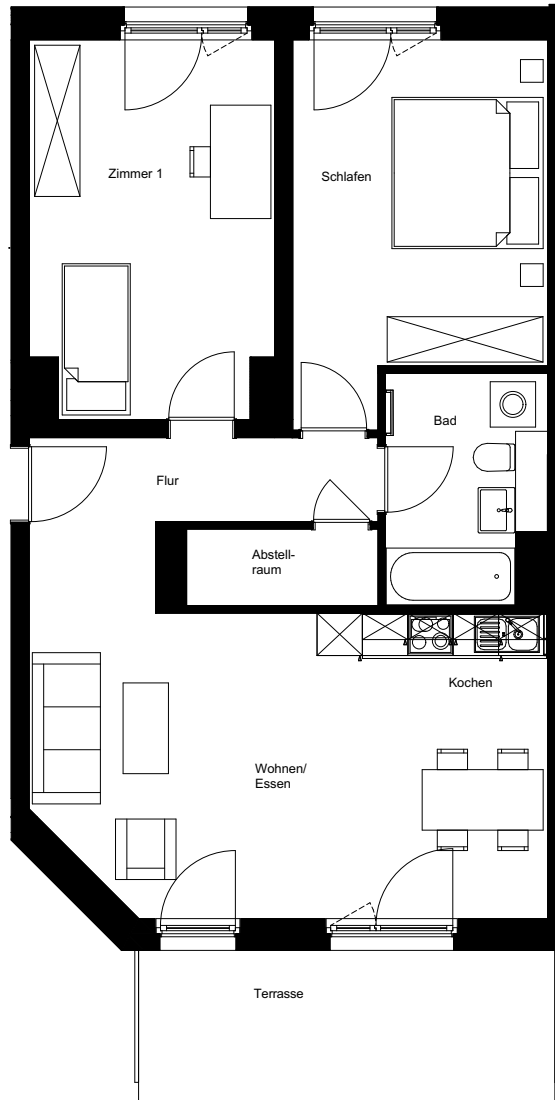 Zimmer 1
Schlafen
Bad
Flur
Abstell-
raum
Kochen
Wohnen/
Essen
Terrasse